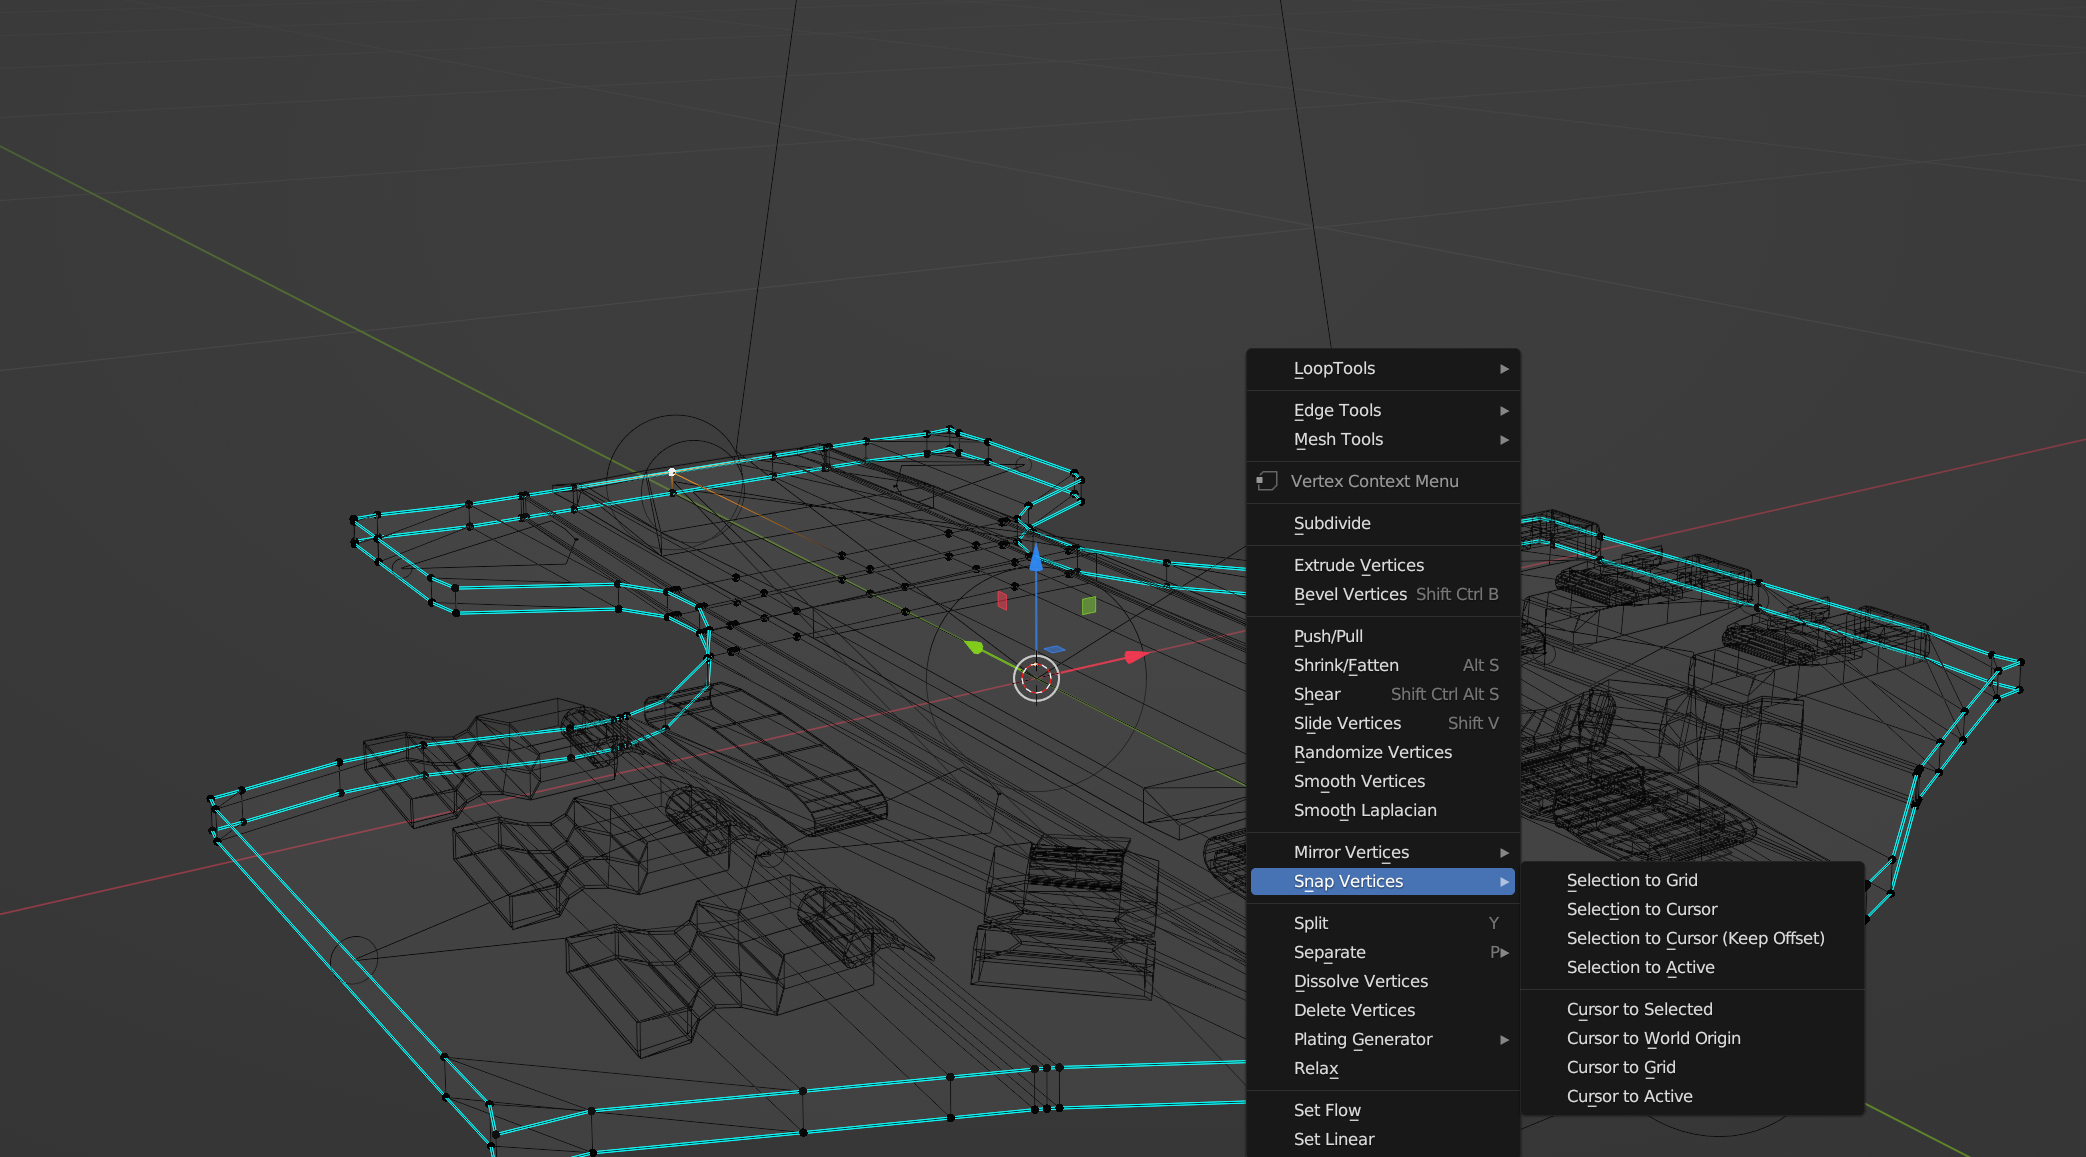 LoopTools
Edge Tools
Mesh Tools
Vertex Context Menu
Subdivide
Extrude Vertices
Bevel Vertices Shift Ctrl B
Push/Pull
Shrink/Fatten Alt S
Shear Shift Ctrl Alt S
Slide Vertices Shift V
Randomize Vertices
Smooth Vertices
Smooth Laplacian
Mirror Vertices
Snap Vertices
Split Y
Separate P
Dissolve Vertices
Delete Vertices
Plating Generator
Relax
Set Flow
Set Linear
Selection to Grid
Selection to Cursor
Selection to Cursor (Keep Offset)
Selection to Active
Cursor to Selected
Cursor to World Origin
Cursor to Grid
Cursor to Active